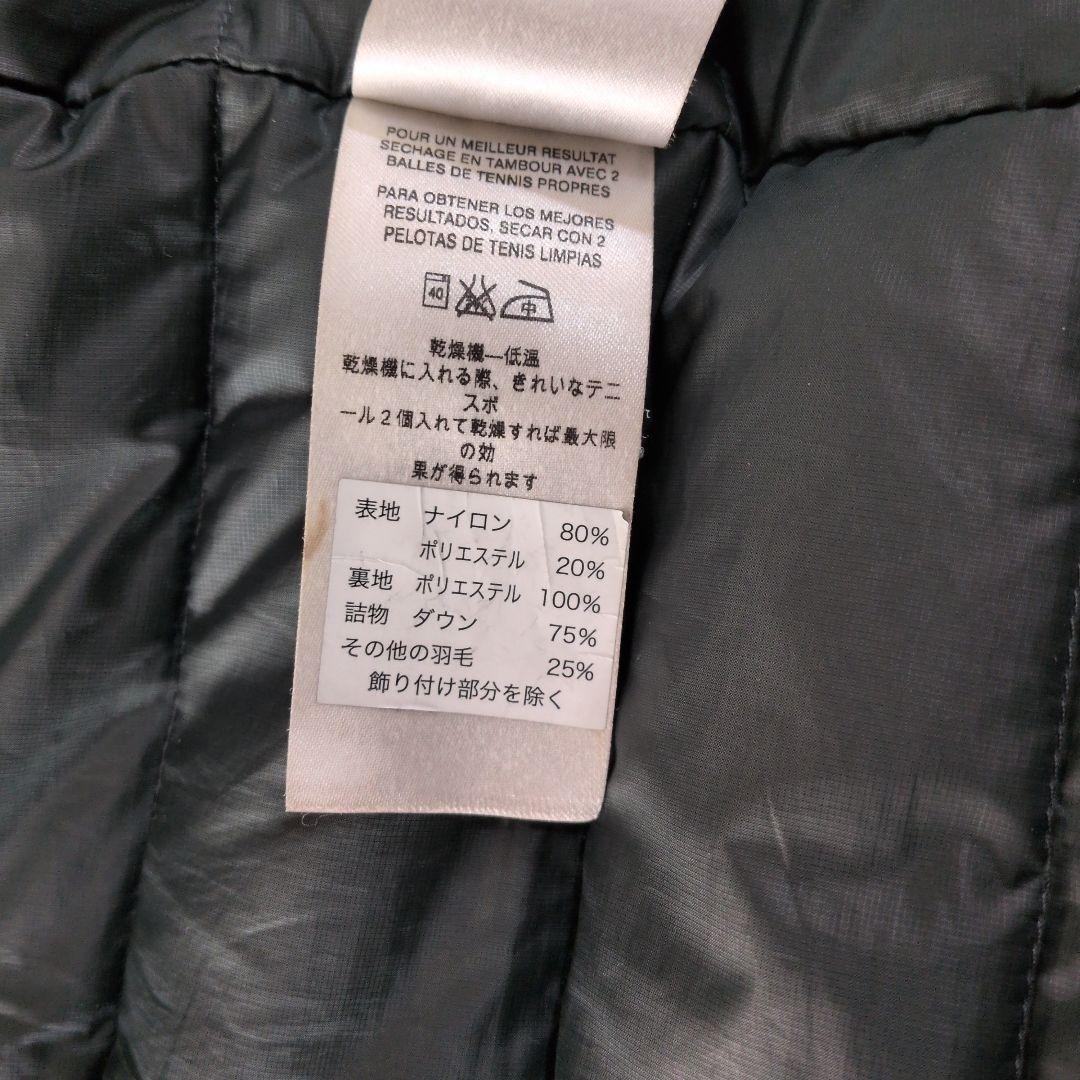 POUR UN MEILLEUR RESULTAT
SECHAGE EN TAMBOUR AVEC 2
BALLES DE TENNIS PROPRES
PARA OBTENER LOS MEJORES
RESULTADOS, SECAR CON 2
PELOTAS DE TENIS LIMPIAS
40 中
乾燥機—低温
乾燥機に入れる際、きれいなテニ
スボ
ール2個入れて乾燥すれば最大限
の効
果が得られます
表地 ナイロン 80%
ポリエステル 20%
裏地 ポリエステル 100%
詰物 ダウン 75%
その他の羽毛 25%
飾り付け部分を除く